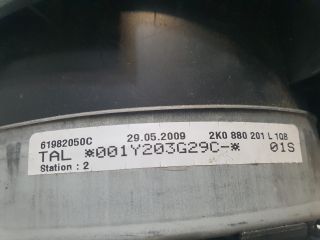 61982050C 29.05.2009 2K0 880 201 L 1QB
TAL *001Y203G29C-* 01S
Station : 2